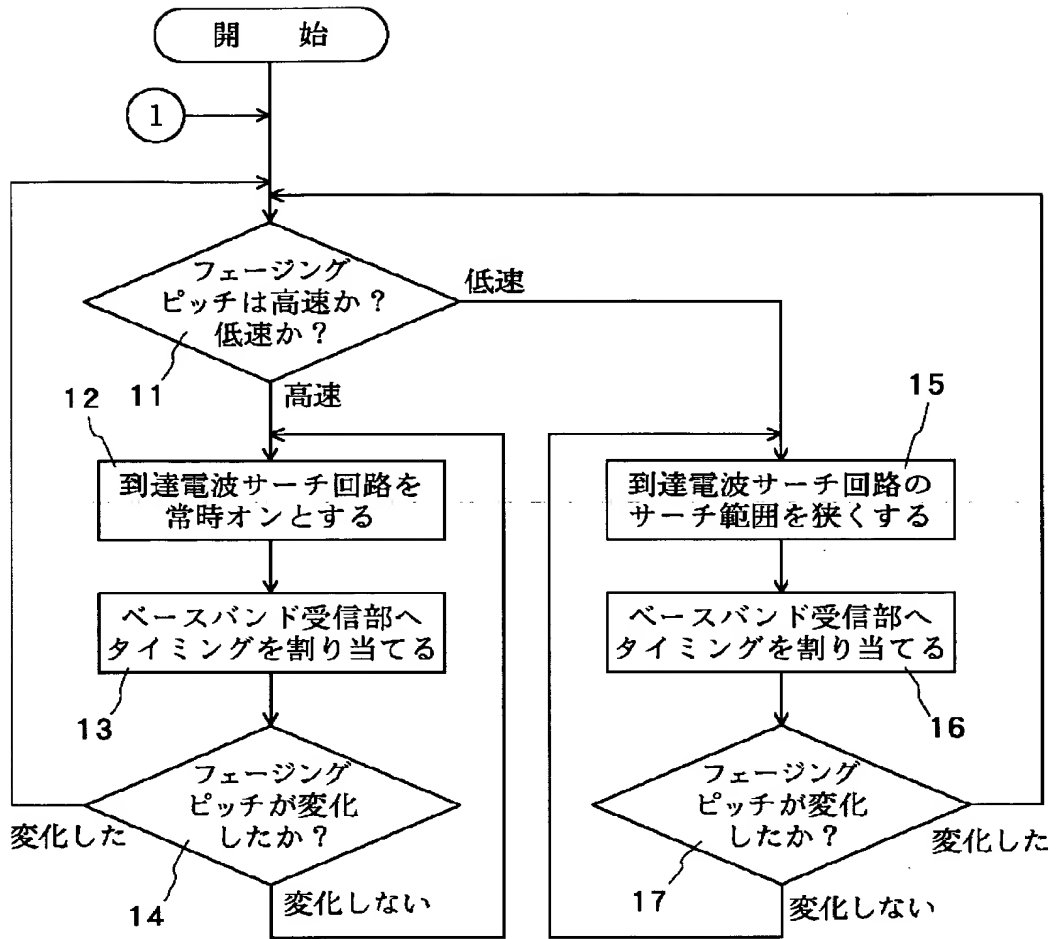 開 始
1
フェージング
ピッチは高速か?
低速か?
低速
11
高速
12
到達電波サーチ回路を
常時オンとする
ベースバンド受信部へ
タイミングを割り当てる
13
フェージング
ピッチが変化
したか?
変化した
14
変化しない
15
到達電波サーチ回路の
サーチ範囲を狭くする
ベースバンド受信部へ
タイミングを割り当てる
16
フェージング
ピッチが変化
したか?
変化した
17
変化しない